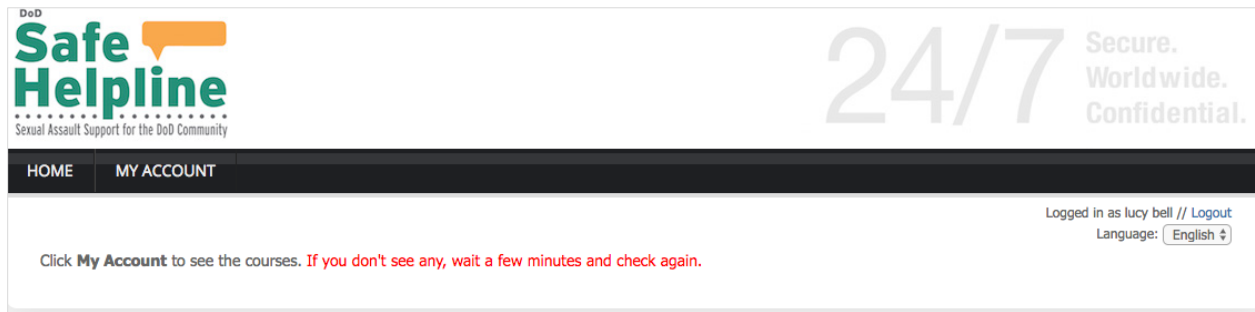 DoD
Safe
Helpline
Sexual Assault Support for the DoD Community
24/7
Secure.
Worldwide.
Confidential.
HOME MY ACCOUNT
Logged in as lucy bell // Logout
Language: English
Click My Account to see the courses. If you don't see any, wait a few minutes and check again.